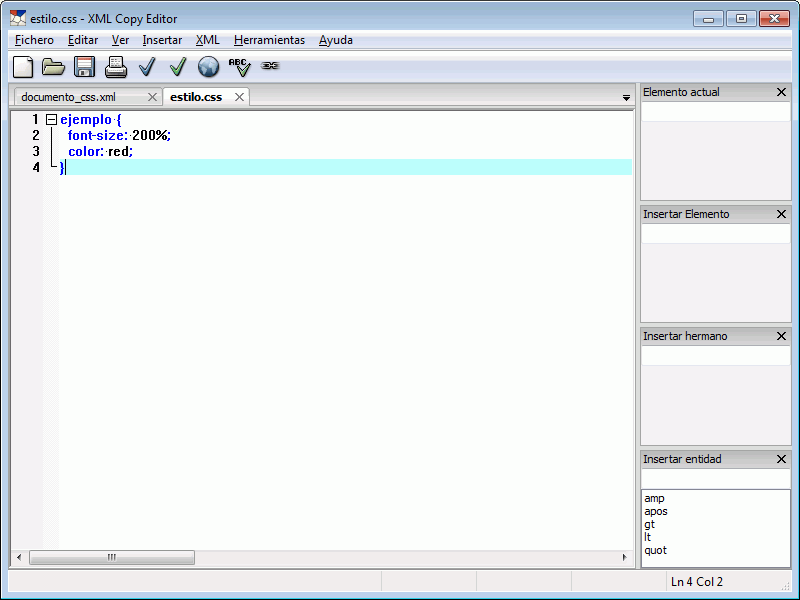 estilo.css - XML Copy Editor
Fichero Editar Ver Insertar XML Herramientas Ayuda
ABC
documento_css.xml estilo.css
1 ejemplo {
2 font-size: 200%;
3 color: red;
4 }
Elemento actual
Insertar Elemento
Insertar hermano
Insertar entidad
amp
apos
gt
lt
quot
Ln 4 Col 2